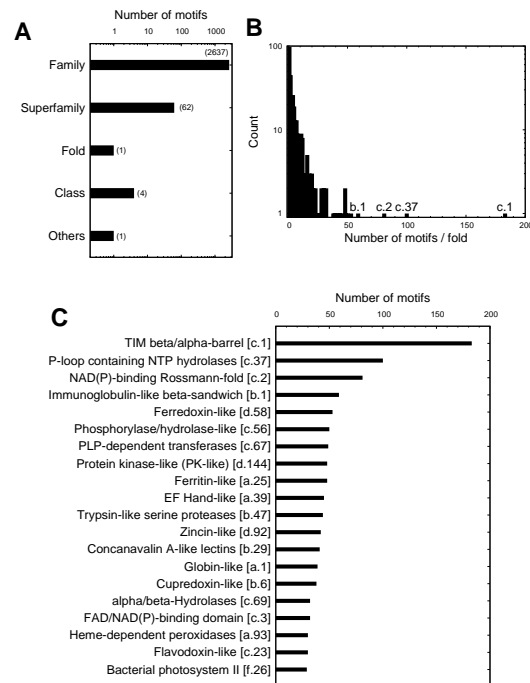 A
Number of motifs
1 10 100 1000
Family
(2637)
Superfamily
(62)
Fold
(1)
Class
(4)
Others
(1)
B
Count
100
10
1
b.1 c.2 c.37 c.1
0 50 100 150 200
Number of motifs / fold
C
Number of motifs
0 50 100 150 200
TIM beta/alpha-barrel [c.1]
P-loop containing NTP hydrolases [c.37]
NAD(P)-binding Rossmann-fold [c.2]
Immunoglobulin-like beta-sandwich [b.1]
Ferredoxin-like [d.58]
Phosphorylase/hydrolase-like [c.56]
PLP-dependent transferases [c.67]
Protein kinase-like (PK-like) [d.144]
Ferritin-like [a.25]
EF Hand-like [a.39]
Trypsin-like serine proteases [b.47]
Zincin-like [d.92]
Concanavalin A-like lectins [b.29]
Globin-like [a.1]
Cupredoxin-like [b.6]
alpha/beta-Hydrolases [c.69]
FAD/NAD(P)-binding domain [c.3]
Heme-dependent peroxidases [a.93]
Flavodoxin-like [c.23]
Bacterial photosystem II [f.26]